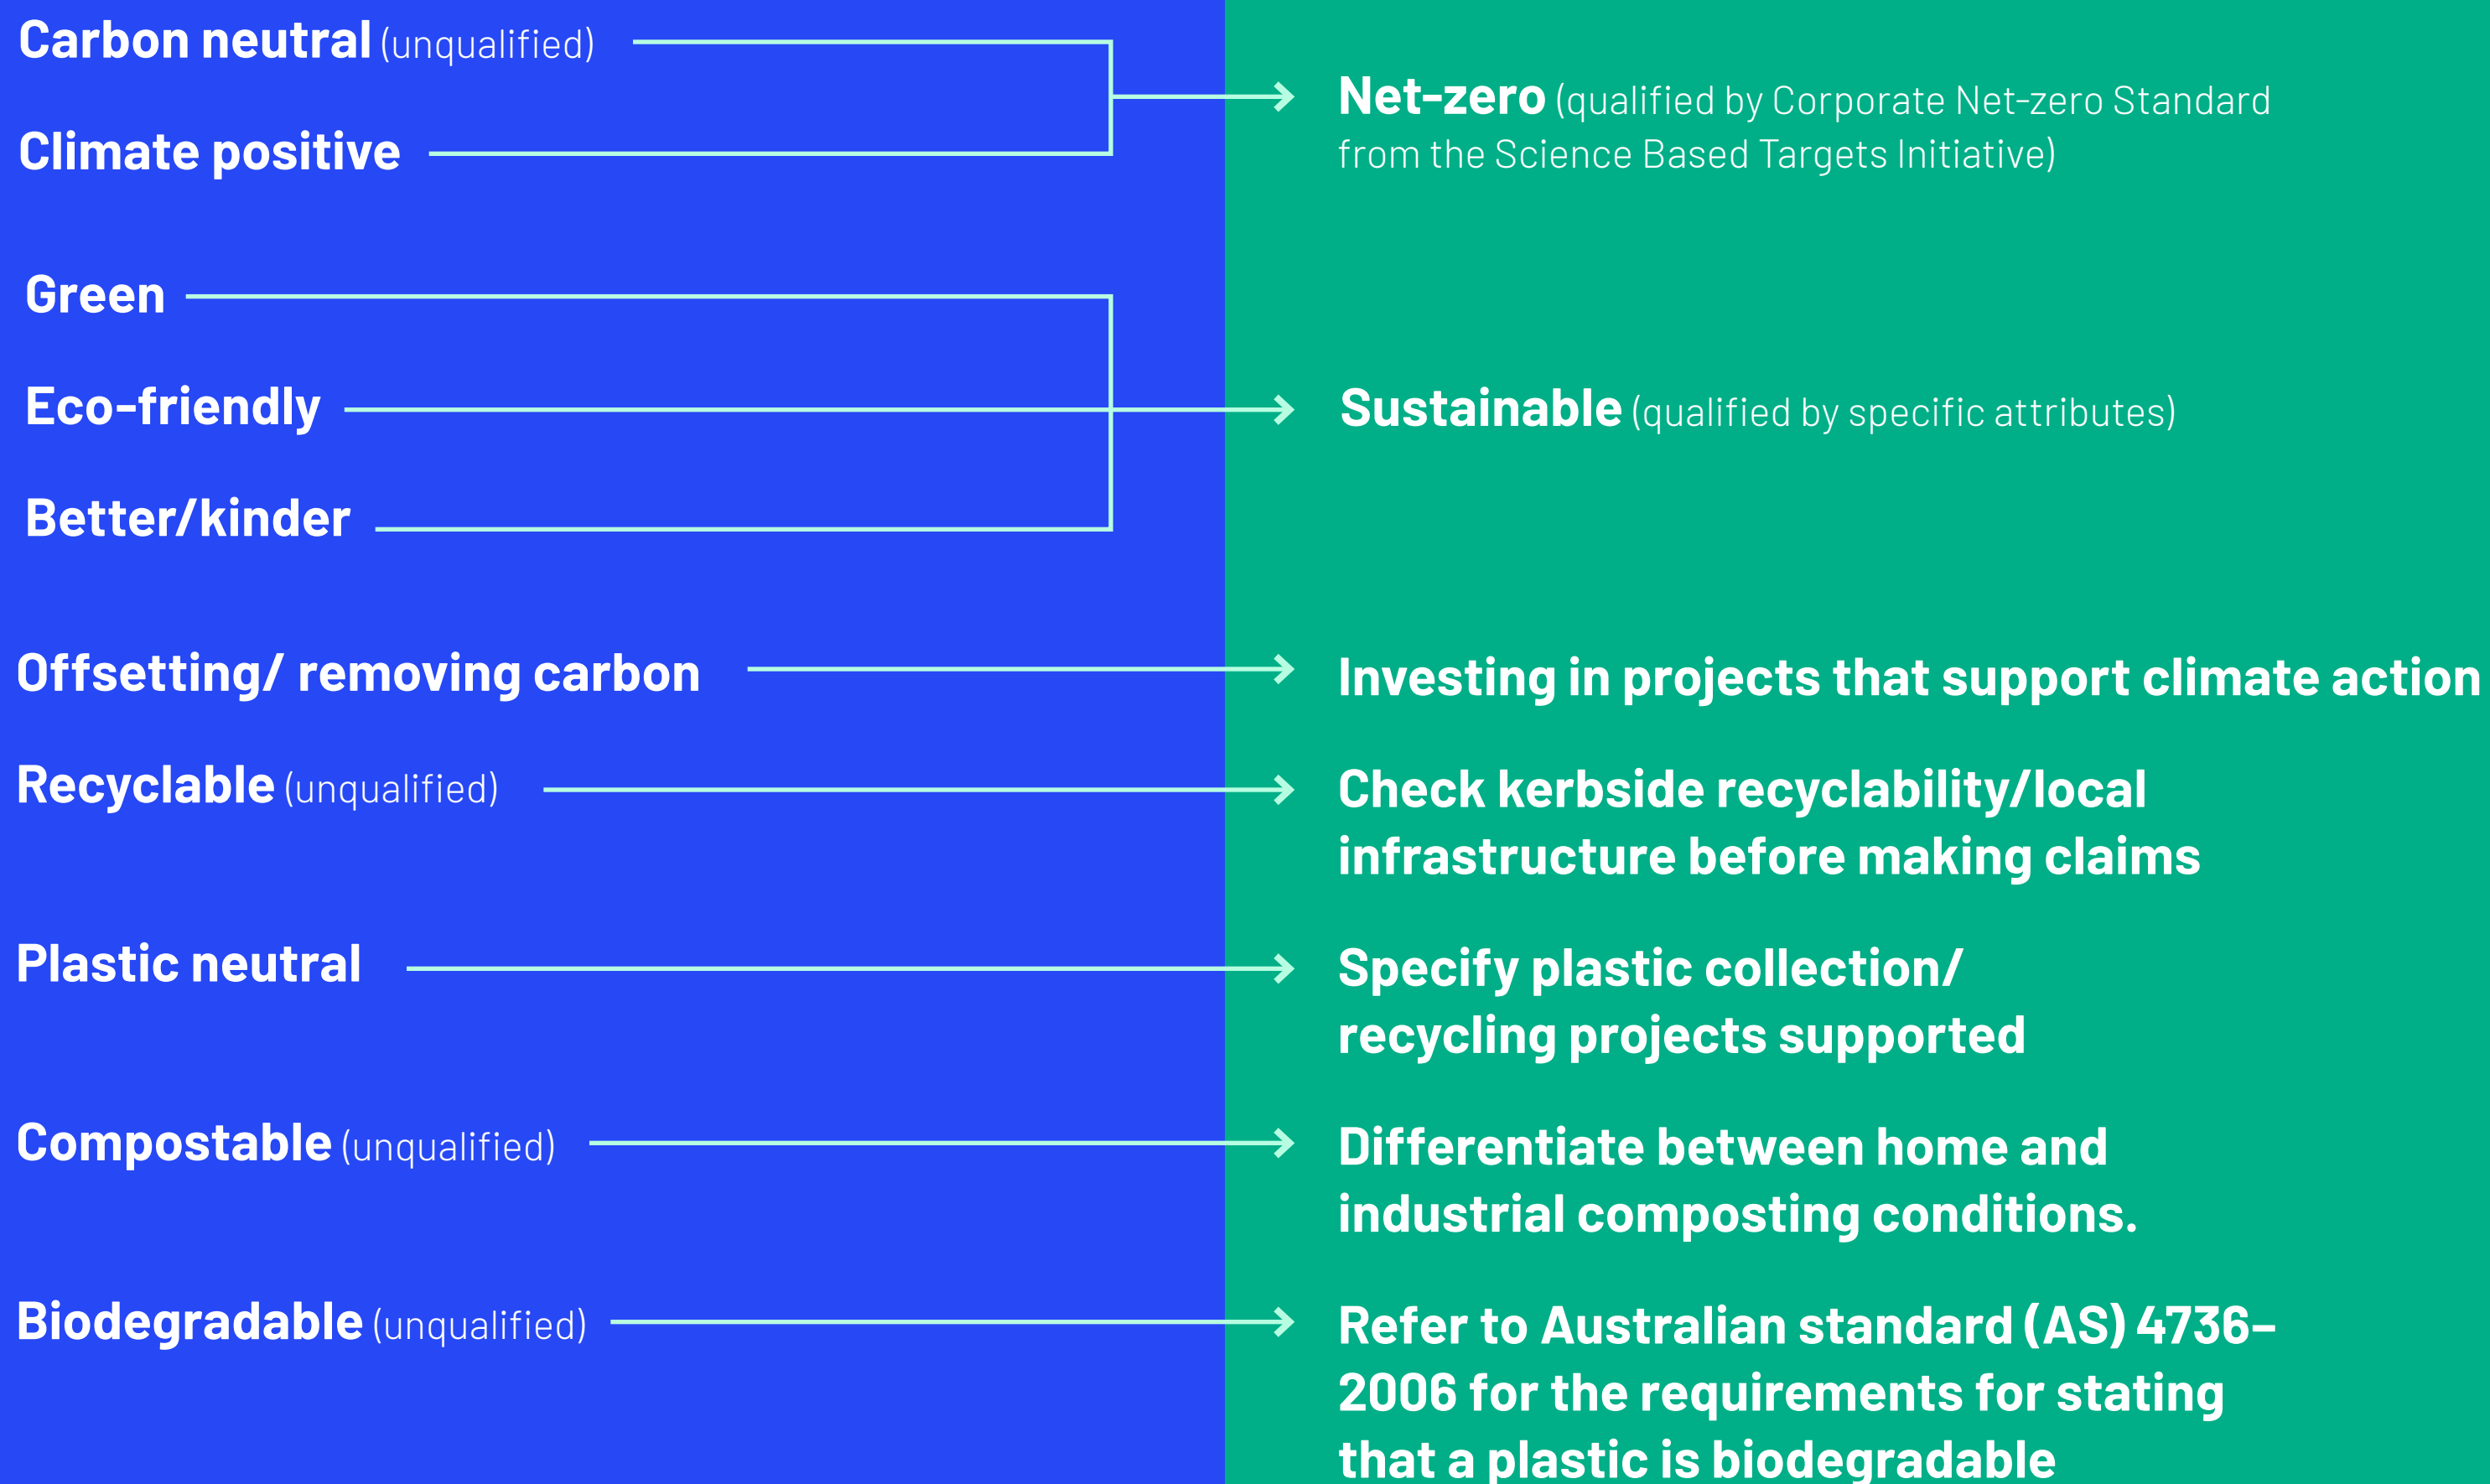 Carbon neutral (unqualified)
Climate positive
Net-zero (qualified by Corporate Net-zero Standard
from the Science Based Targets Initiative)
Green
Eco-friendly
Better/kinder
Sustainable (qualified by specific attributes)
Offsetting/ removing carbon
Investing in projects that support climate action
Recyclable (unqualified)
Check kerbside recyclability/local
infrastructure before making claims
Plastic neutral
Specify plastic collection/
recycling projects supported
Compostable (unqualified)
Differentiate between home and
industrial composting conditions.
Biodegradable (unqualified)
Refer to Australian standard (AS) 4736–
2006 for the requirements for stating
that a plastic is biodegradable